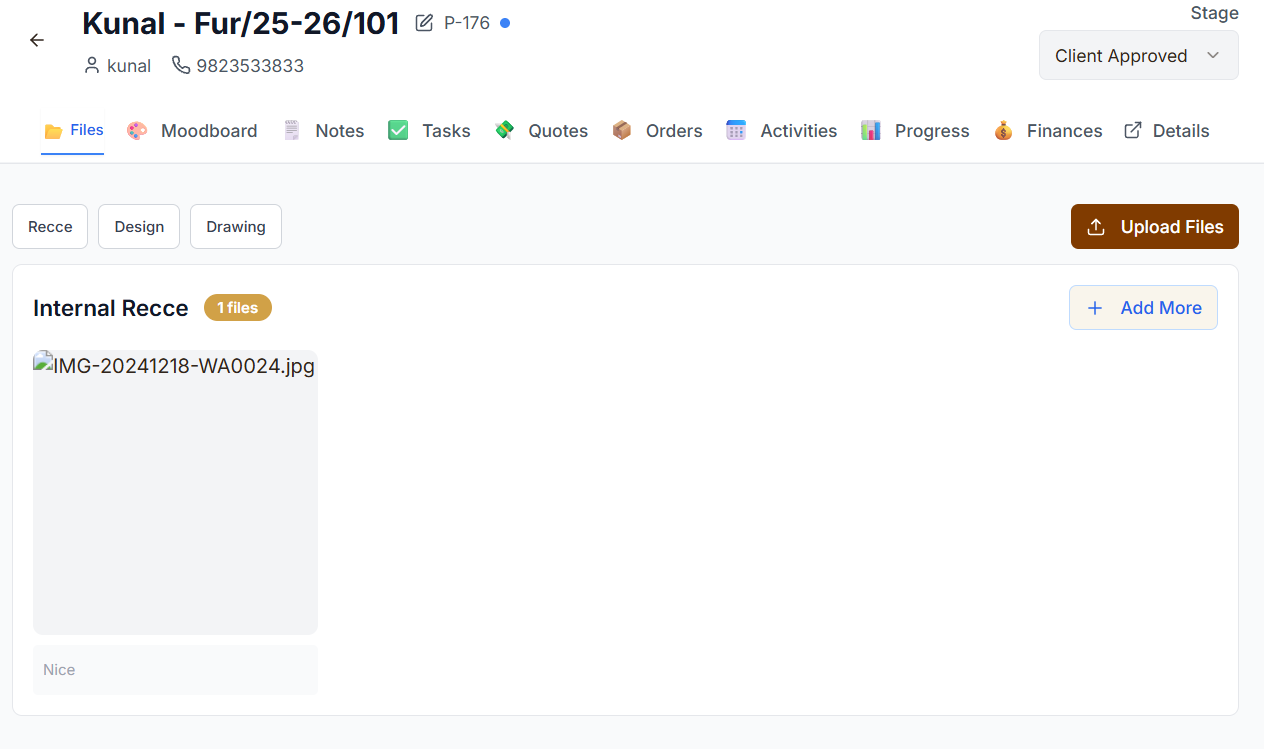 Kunal - Fur/25-26/101 P-176
Stage
kunal 9823533833
Client Approved
Files Moodboard Notes Tasks Quotes Orders Activities Progress Finances Details
Recce Design Drawing Upload Files
Internal Recce 1 files + Add More
IMG-20241218-WA0024.jpg
Nice